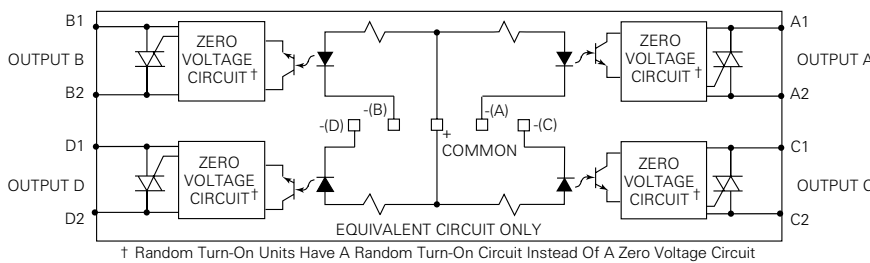 B1
OUTPUT B
B2
ZERO
VOLTAGE
CIRCUIT †
ZERO
VOLTAGE
CIRCUIT †
A1
OUTPUT A
A2
-(D)
-(B)
+
COMMON
-(A)
-(C)
D1
OUTPUT D
D2
ZERO
VOLTAGE
CIRCUIT †
ZERO
VOLTAGE
CIRCUIT †
C1
OUTPUT C
C2
EQUIVALENT CIRCUIT ONLY
† Random Turn-On Units Have A Random Turn-On Circuit Instead Of A Zero Voltage Circuit